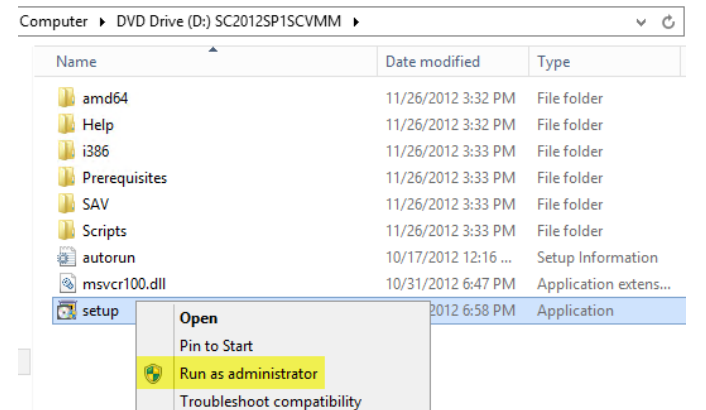 Computer ▸ DVD Drive (D:) SC2012SP1SCVMM ▸
Name Date modified Type
amd64 11/26/2012 3:32 PM File folder
Help 11/26/2012 3:32 PM File folder
i386 11/26/2012 3:33 PM File folder
Prerequisites 11/26/2012 3:33 PM File folder
SAV 11/26/2012 3:33 PM File folder
Scripts 11/26/2012 3:33 PM File folder
autorun 10/17/2012 12:16 ... Setup Information
msvcr100.dll 10/31/2012 6:47 PM Application extens...
setup 2012 6:58 PM Application
Open
Pin to Start
Run as administrator
Troubleshoot compatibility